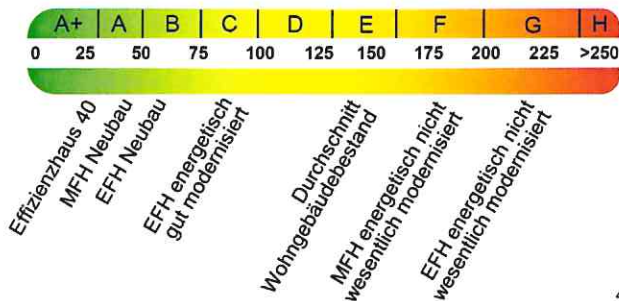 A+ A B C D E F G H
0 25 50 75 100 125 150 175 200 225 >250
Effizienzhaus 40
MFH Neubau
EFH Neubau
EFH energetisch
gut modernisiert
Durchschnitt
Wohngebäudebestand
MFH energetisch nicht
wesentlich modernisiert
EFH energetisch nicht
wesentlich modernisiert